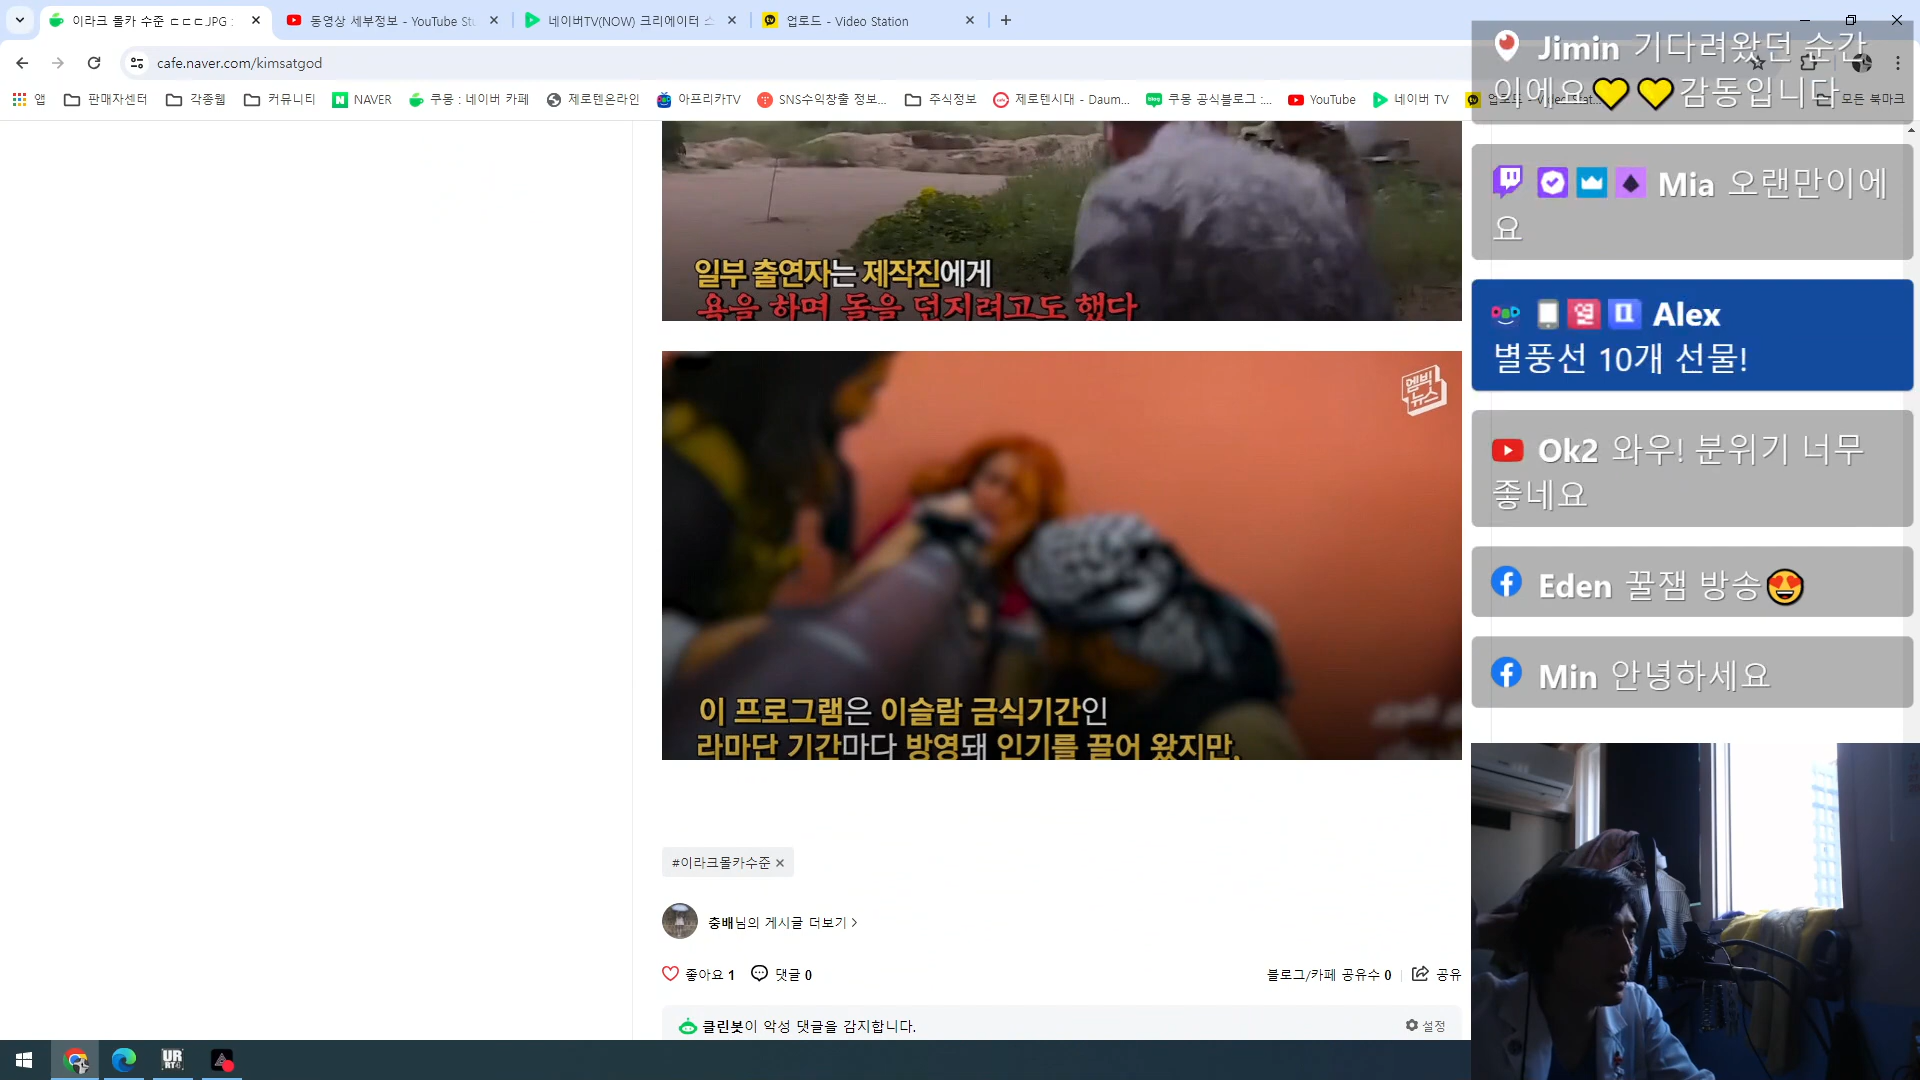 이라크 몰카 수준 ㄷㄷㄷ.JPG :
동영상 세부정보 - YouTube Stu
네이버TV(NOW) 크리에이터 스
업로드 - Video Station
cafe.naver.com/kimsatgod
앱
판매자센터
각종웹
커뮤니티
NAVER
쿠몽 : 네이버 카페
제로텐온라인
아프리카TV
SNS수익창출 정보...
주식정보
제로텐시대 - Daum...
쿠몽 공식블로그 :...
YouTube
네이버 TV
모든 북마크
일부 출연자는 제작진에게
욕을 하며 돌을 던지려고도 했다
엠빅
뉴스
이 프로그램은 이슬람 금식기간인
라마단 기간마다 방영돼 인기를 끌어 왔지만,
#이라크몰카수준
충배님의 게시글 더보기
좋아요 1
댓글 0
블로그/카페 공유수 0
공유
클린봇이 악성 댓글을 감지합니다.
설정
Jimin 기다려왔던 순간
이에요💛💛감동입니다
Mia 오랜만이에
요
Alex
별풍선 10개 선물!
Ok2 와우! 분위기 너무
좋네요
Eden 꿀잼 방송😍
Min 안녕하세요
UR
RT4